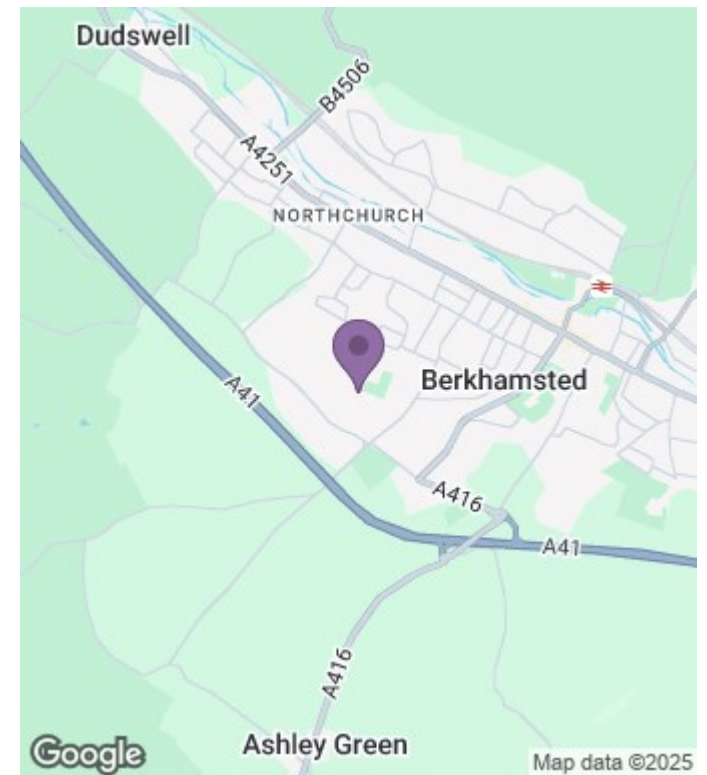 Dudswell
B4506
A4251
NORTHCHURCH
Berkhamsted
A41
A416
A41
A416
Ashley Green
Google
Map data ©2025